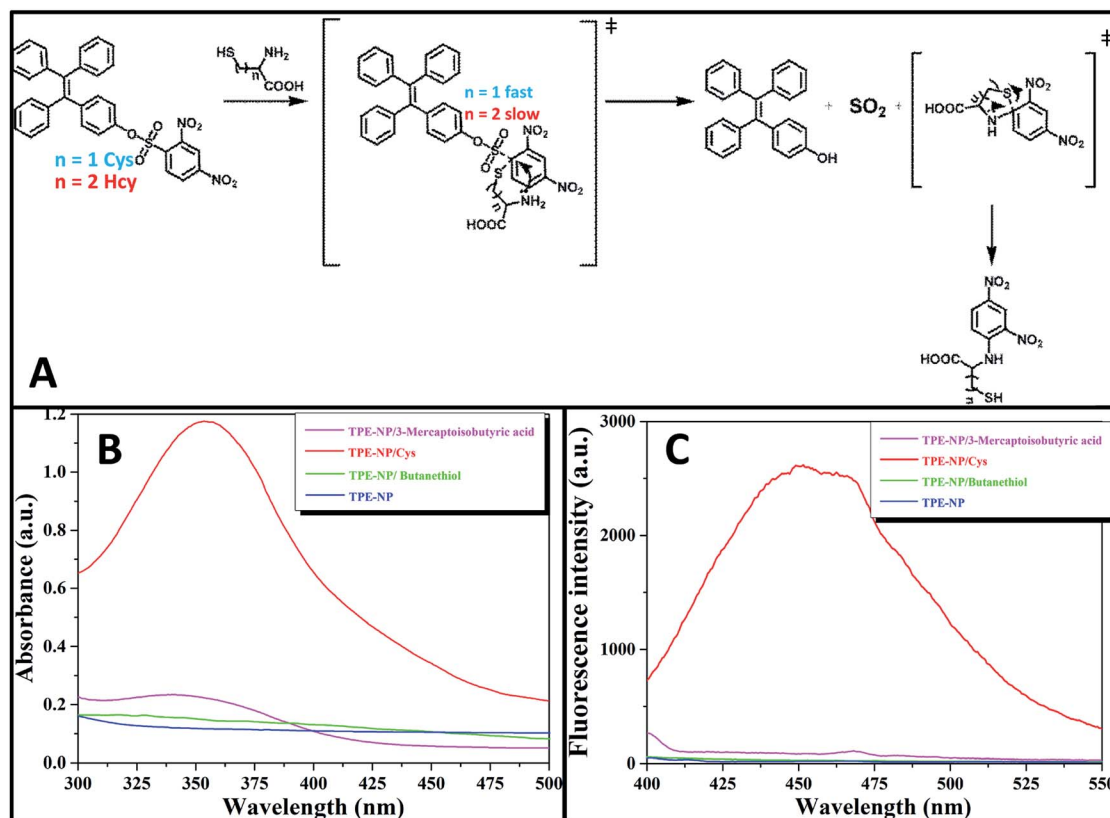 HS
NH₂
n
COOH
O
O
S
O
NO₂
NO₂
n = 1 Cys
n = 2 Hcy
‡
n = 1 fast
n = 2 slow
O
O
S
O
NO₂
NO₂
S
n
NH₂
HOOC
OH
+ SO₂ +
‡
S
NO₂
n
HOOC
N
H
NO₂
NO₂
NO₂
HOOC
NH
n
SH
A
B
TPE-NP/3-Mercaptoisobutyric acid
TPE-NP/Cys
TPE-NP/ Butanethiol
TPE-NP
Absorbance (a.u.)
1.2
1.0
0.8
0.6
0.4
0.2
0.0
300 325 350 375 400 425 450 475 500
Wavelength (nm)
C
TPE-NP/3-Mercaptoisobutyric acid
TPE-NP/Cys
TPE-NP/Butanethiol
TPE-NP
Fluorescence intensity (a.u.)
3000
2000
1000
0
400 425 450 475 500 525 550
Wavelength (nm)